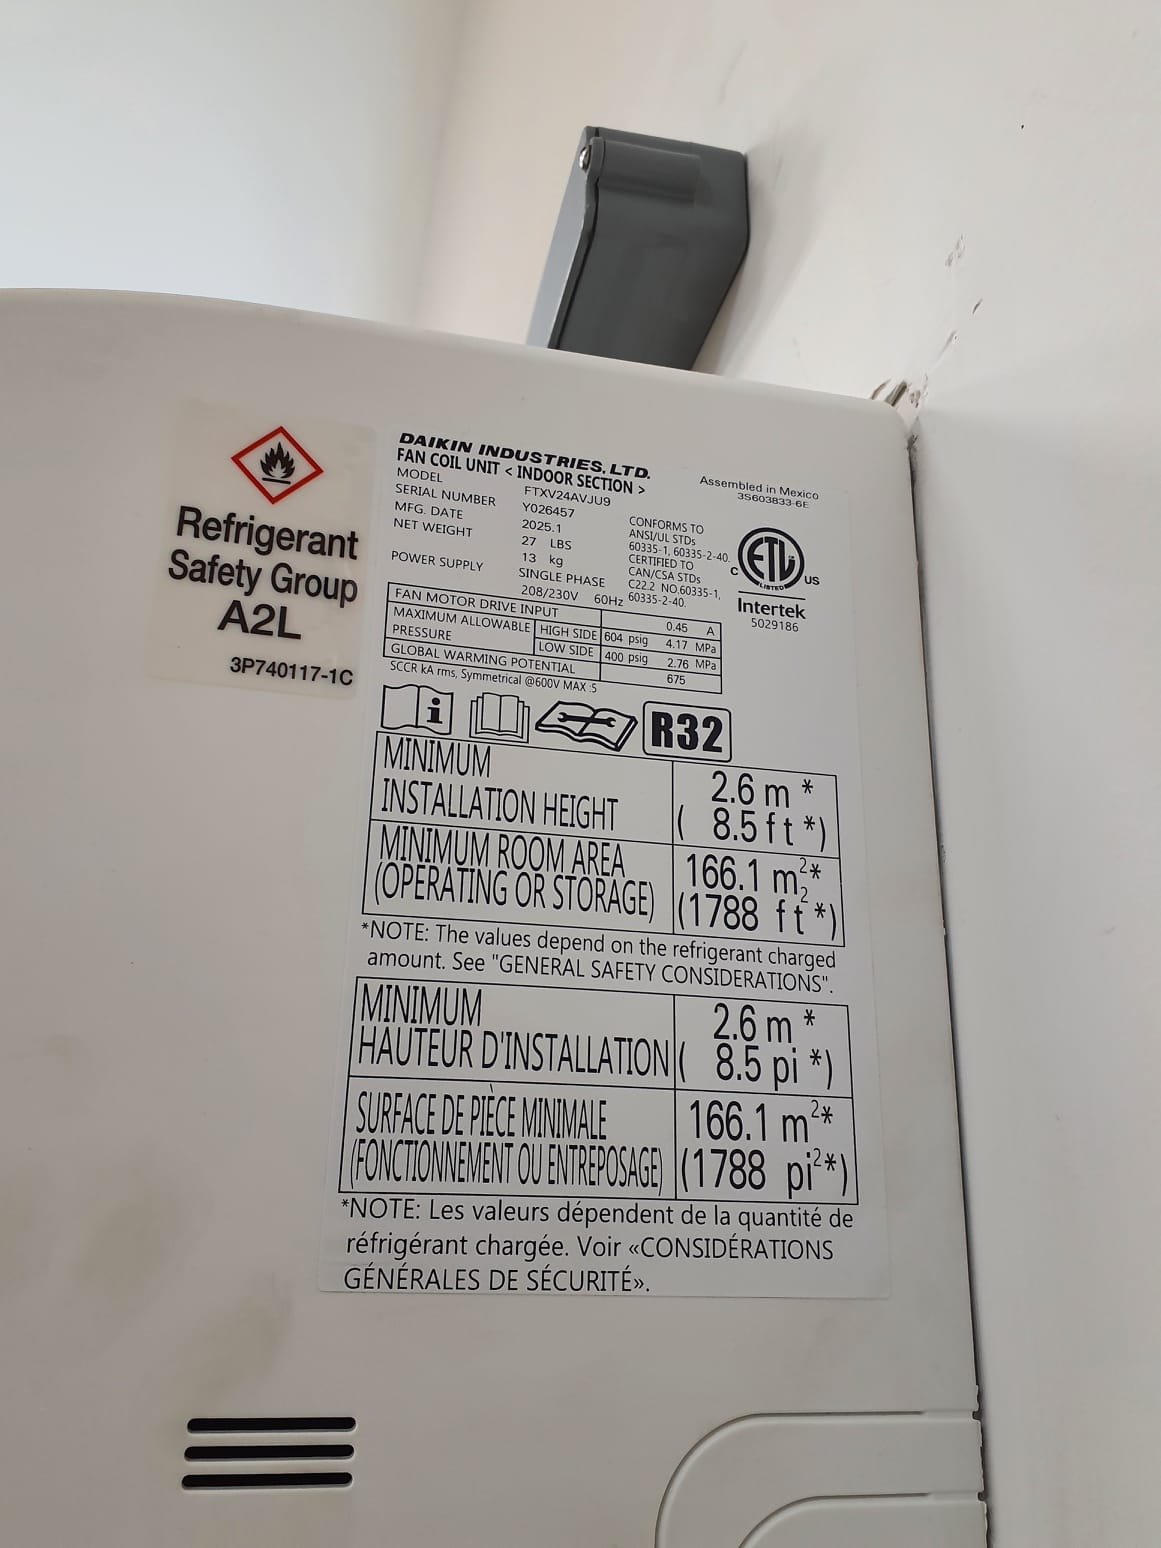 Refrigerant
Safety Group
A2L
3P740117-1C
DAIKIN INDUSTRIES, LTD.
FAN COIL UNIT < INDOOR SECTION >
Assembled in Mexico
3S603833-6E
MODEL FTXV24AVJU9
SERIAL NUMBER Y026457
MFG. DATE 2025.1
NET WEIGHT 27 LBS
13 kg
POWER SUPPLY SINGLE PHASE
208/230V 60Hz
CONFORMS TO
ANSI/UL STDs
60335-1, 60335-2-40.
CERTIFIED TO
CAN/CSA STDs
C22.2 NO.60335-1,
60335-2-40.
C ETL US
LISTED
Intertek
5029186
FAN MOTOR DRIVE INPUT 0.45 A
MAXIMUM ALLOWABLE PRESSURE HIGH SIDE 604 psig 4.17 MPa
LOW SIDE 400 psig 2.76 MPa
GLOBAL WARMING POTENTIAL 675
SCCR kA rms, Symmetrical @600V MAX :5
i R32
MINIMUM
INSTALLATION HEIGHT
2.6 m *
( 8.5 ft *)
MINIMUM ROOM AREA
(OPERATING OR STORAGE)
166.1 m²*
(1788 ft²*)
*NOTE: The values depend on the refrigerant charged
amount. See "GENERAL SAFETY CONSIDERATIONS".
MINIMUM
HAUTEUR D'INSTALLATION
2.6 m *
( 8.5 pi *)
SURFACE DE PIÈCE MINIMALE
(FONCTIONNEMENT OU ENTREPOSAGE)
166.1 m²*
(1788 pi²*)
*NOTE: Les valeurs dépendent de la quantité de
réfrigérant chargée. Voir «CONSIDÉRATIONS
GÉNÉRALES DE SÉCURITÉ».